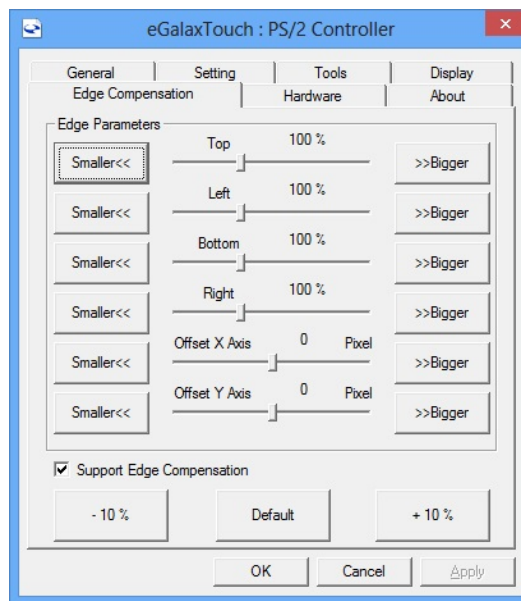 eGalaxTouch : PS/2 Controller
General Setting Tools Display
Edge Compensation Hardware About
Edge Parameters
Top 100 %
Smaller<< >>Bigger
Left 100 %
Smaller<< >>Bigger
Bottom 100 %
Smaller<< >>Bigger
Right 100 %
Smaller<< >>Bigger
Offset X Axis 0 Pixel
Smaller<< >>Bigger
Offset Y Axis 0 Pixel
Smaller<< >>Bigger
Support Edge Compensation
- 10 % Default + 10 %
OK Cancel Apply